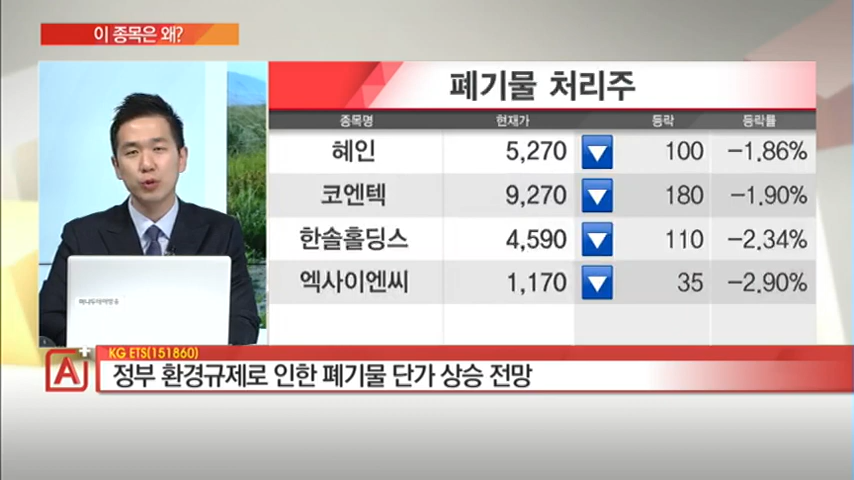 이 종목은 왜?
폐기물 처리주
종목명 현재가 등락 등락률
혜인 5,270 ▼ 100 -1.86%
코엔텍 9,270 ▼ 180 -1.90%
한솔홀딩스 4,590 ▼ 110 -2.34%
엑사이엔씨 1,170 ▼ 35 -2.90%
KG ETS(151860)
A+
정부 환경규제로 인한 폐기물 단가 상승 전망